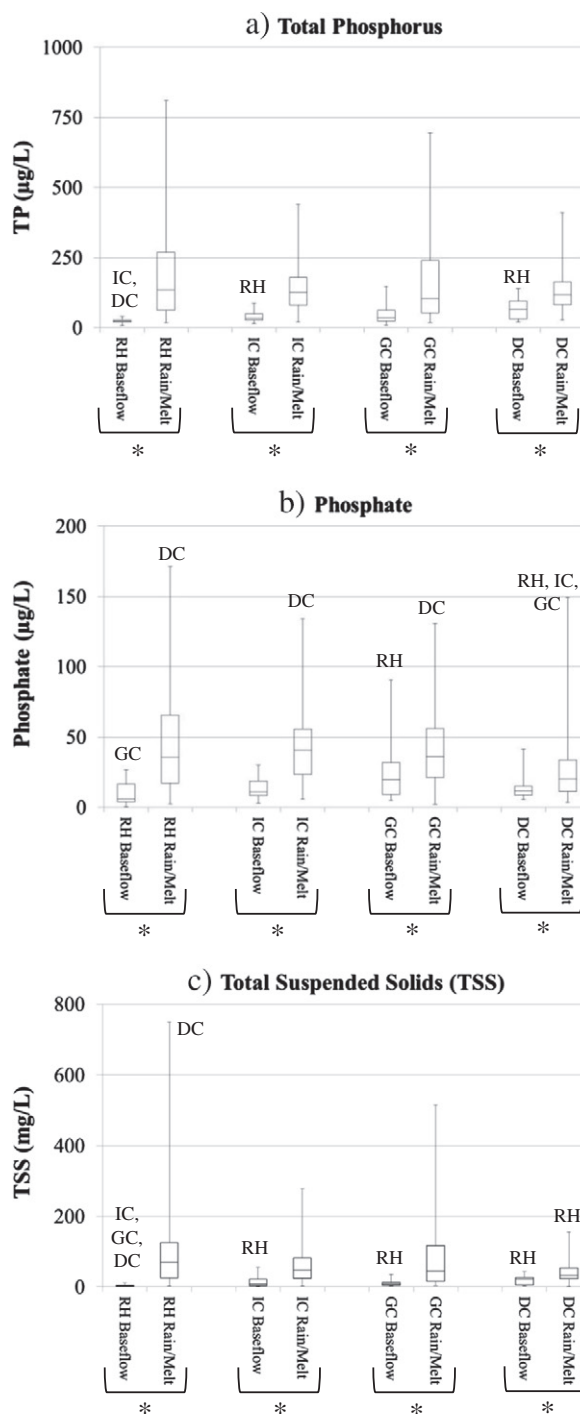 a) Total Phosphorus
TP (µg/L)
1000
750
500
250
0
IC,
DC
RH
RH
RH Baseflow
RH Rain/Melt
IC Baseflow
IC Rain/Melt
GC Baseflow
GC Rain/Melt
DC Baseflow
DC Rain/Melt
* * * *
b) Phosphate
Phosphate (µg/L)
200
150
100
50
0
GC
DC
DC
RH
DC
RH, IC,
GC
RH Baseflow
RH Rain/Melt
IC Baseflow
IC Rain/Melt
GC Baseflow
GC Rain/Melt
DC Baseflow
DC Rain/Melt
* * * *
c) Total Suspended Solids (TSS)
TSS (mg/L)
800
600
400
200
0
IC,
GC,
DC
DC
RH
RH
RH
RH
RH Baseflow
RH Rain/Melt
IC Baseflow
IC Rain/Melt
GC Baseflow
GC Rain/Melt
DC Baseflow
DC Rain/Melt
* * * *